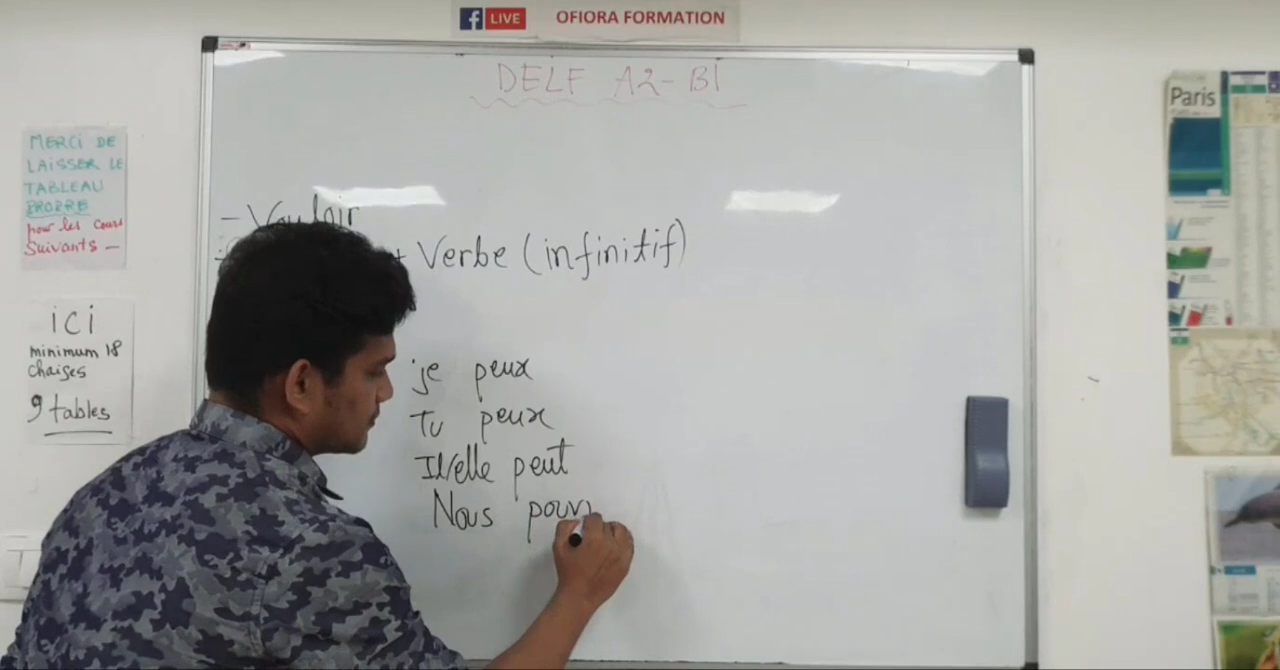 f LIVE OFIORA FORMATION
DELF A2-B1
MERCI DE
LAISSER LE
TABLEAU
PROPRE
pour les cours
suivants -
- Vouloir
+ Verbe (infinitif)
ici
minimum 18
chaises
9 tables
je peux
Tu peux
Il/elle peut
Nous pouv
Paris